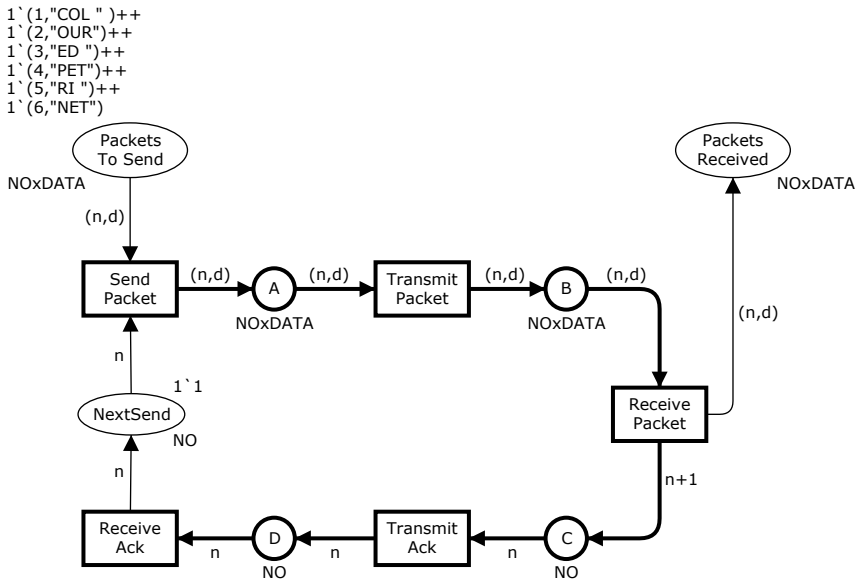 1`(1,"COL " )++
1`(2,"OUR")++
1`(3,"ED ")++
1`(4,"PET")++
1`(5,"RI ")++
1`(6,"NET")
Packets
To Send
NOxDATA
Packets
Received
NOxDATA
(n,d)
Send
Packet
(n,d)
A
NOxDATA
(n,d)
Transmit
Packet
(n,d)
B
NOxDATA
(n,d)
(n,d)
n
1`1
NextSend
NO
Receive
Packet
n
n+1
Receive
Ack
n
D
NO
n
Transmit
Ack
n
C
NO